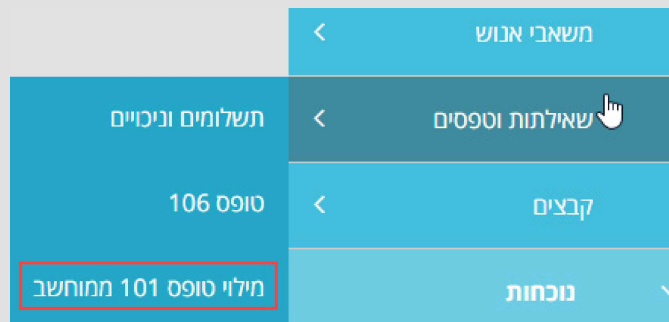 משאבי אנוש
שאילתות וטפסים
קבצים
נוכחות
תשלומים וניכויים
טופס 106
מילוי טופס 101 ממוחשב